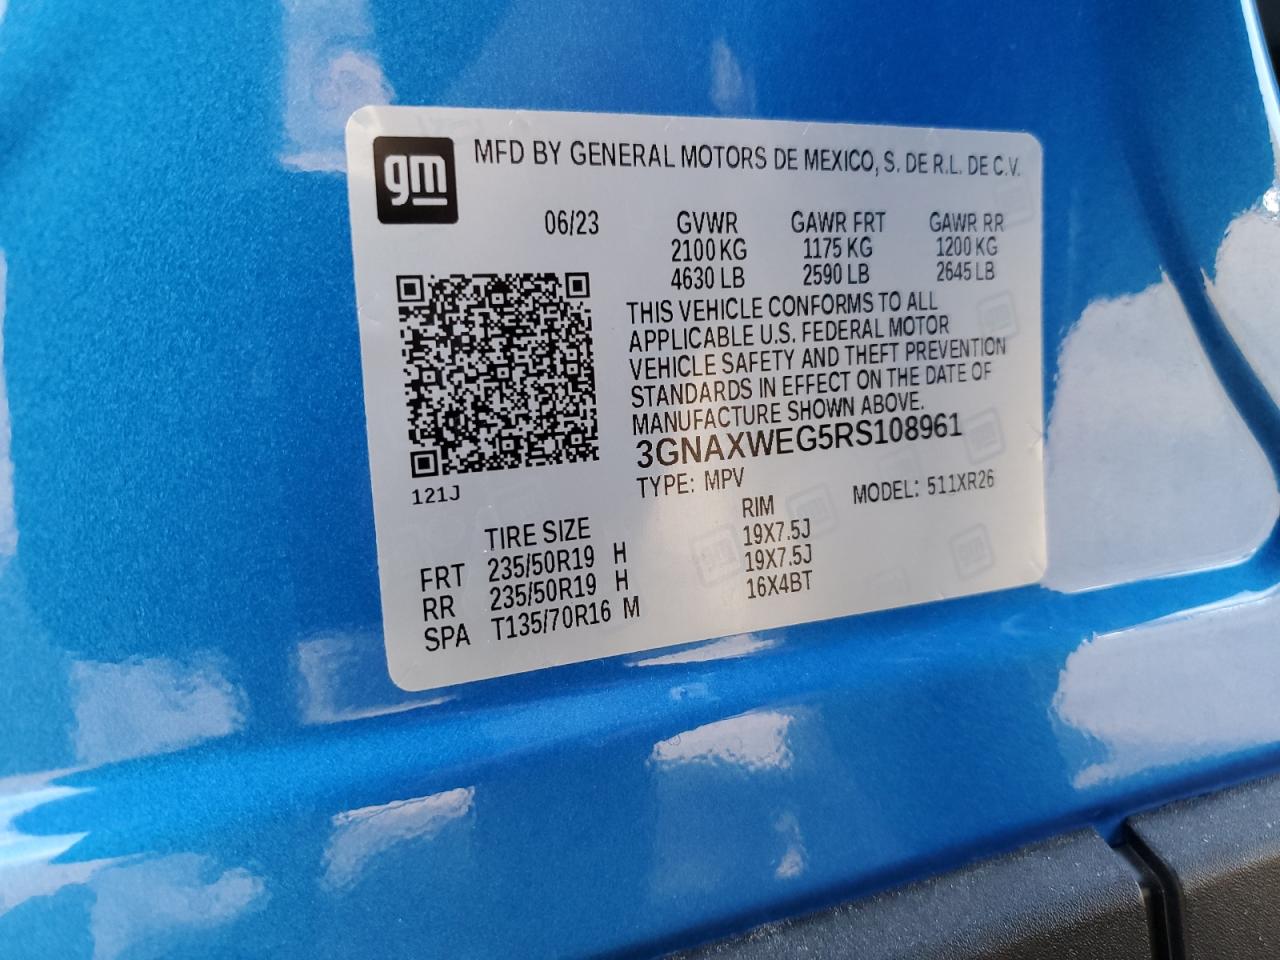 gm
MFD BY GENERAL MOTORS DE MEXICO, S. DE R.L. DE C.V.
06/23 GVWR GAWR FRT GAWR RR
2100 KG 1175 KG 1200 KG
4630 LB 2590 LB 2645 LB
THIS VEHICLE CONFORMS TO ALL
APPLICABLE U.S. FEDERAL MOTOR
VEHICLE SAFETY AND THEFT PREVENTION
STANDARDS IN EFFECT ON THE DATE OF
MANUFACTURE SHOWN ABOVE.
3GNAXWEG5RS108961
121J
TYPE: MPV MODEL: 511XR26
TIRE SIZE RIM
FRT 235/50R19 H 19X7.5J
RR 235/50R19 H 19X7.5J
SPA T135/70R16 M 16X4BT